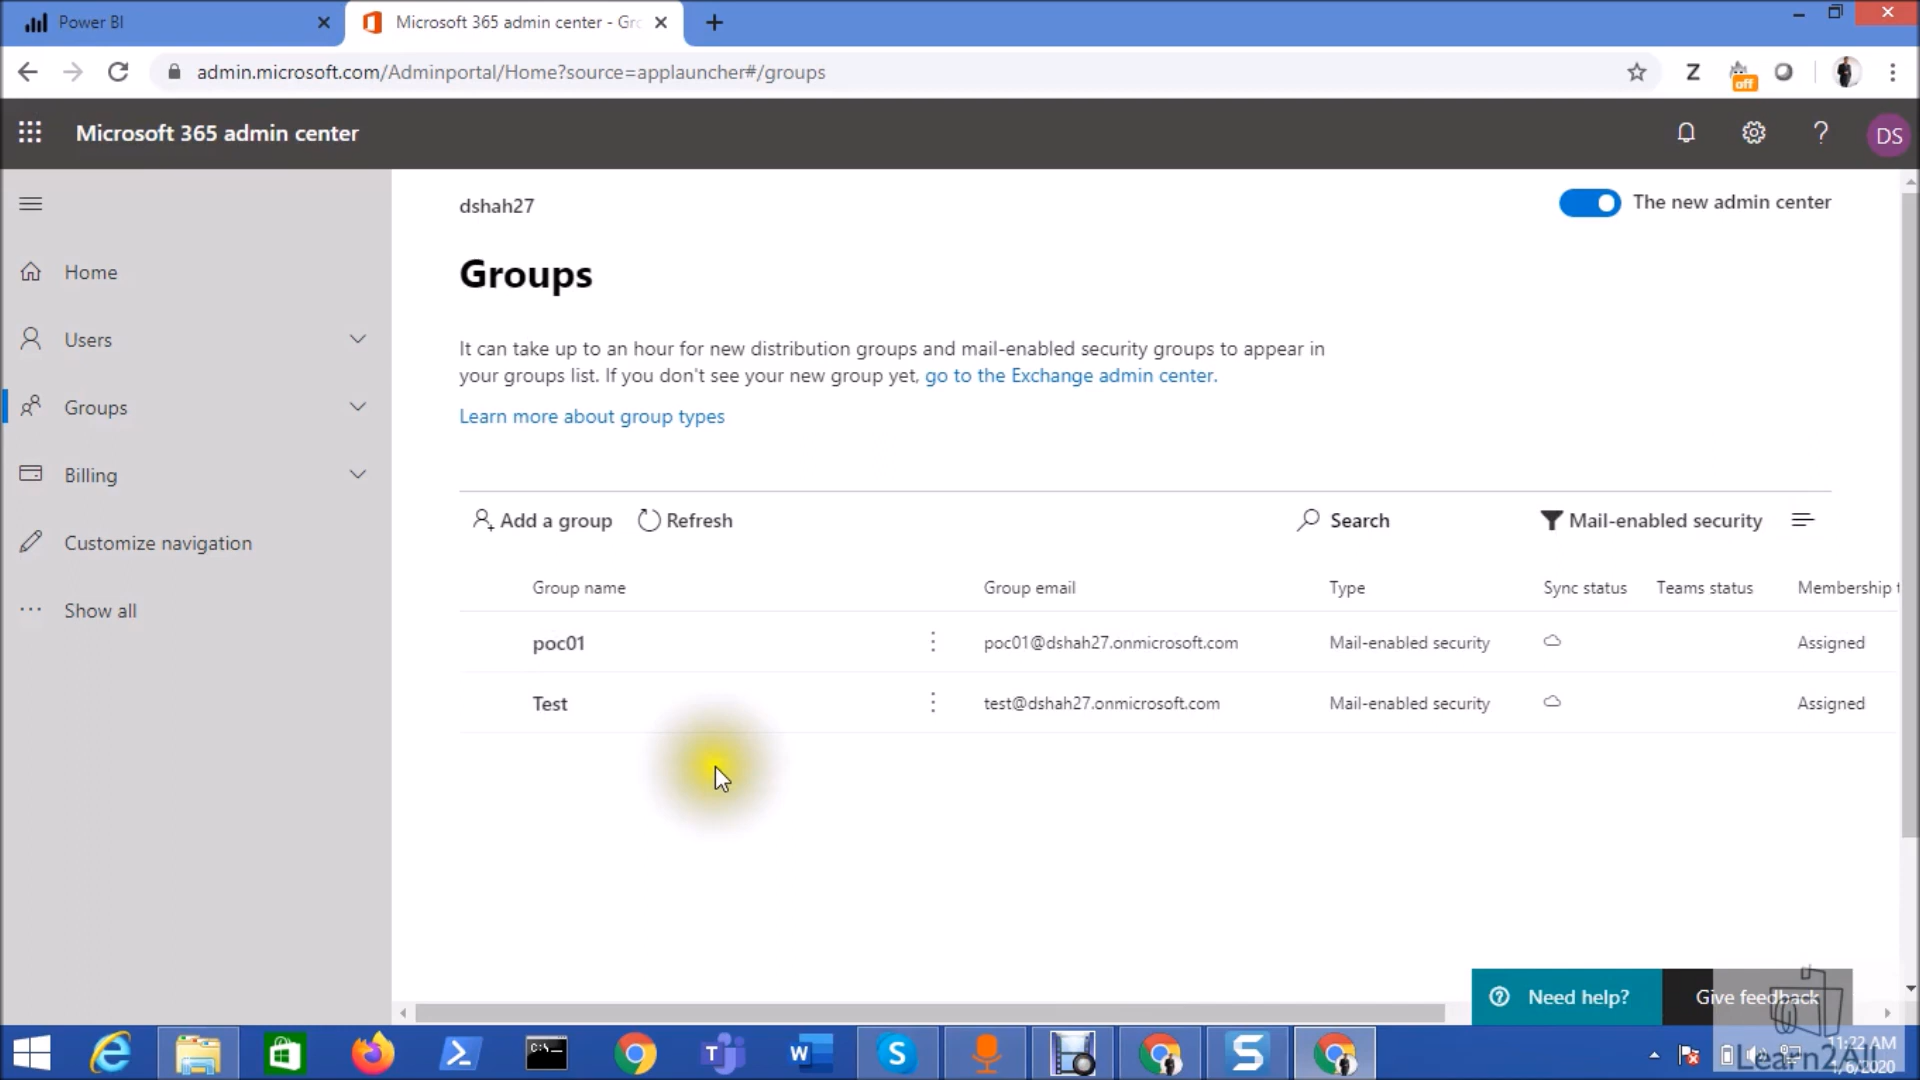 Power BI
Microsoft 365 admin center - Gro
admin.microsoft.com/Adminportal/Home?source=applauncher#/groups
Z
off
Microsoft 365 admin center
?
DS
dshah27
The new admin center
Home
Users
Groups
Billing
Customize navigation
Show all
Groups
It can take up to an hour for new distribution groups and mail-enabled security groups to appear in
your groups list. If you don't see your new group yet, go to the Exchange admin center.
Learn more about group types
Add a group
Refresh
Search
Mail-enabled security
Group name
Group email
Type
Sync status
Teams status
Membership t
poc01
poc01@dshah27.onmicrosoft.com
Mail-enabled security
Assigned
Test
test@dshah27.onmicrosoft.com
Mail-enabled security
Assigned
Need help?
Give feedback
11:22 AM
1/6/2020
Learn2All